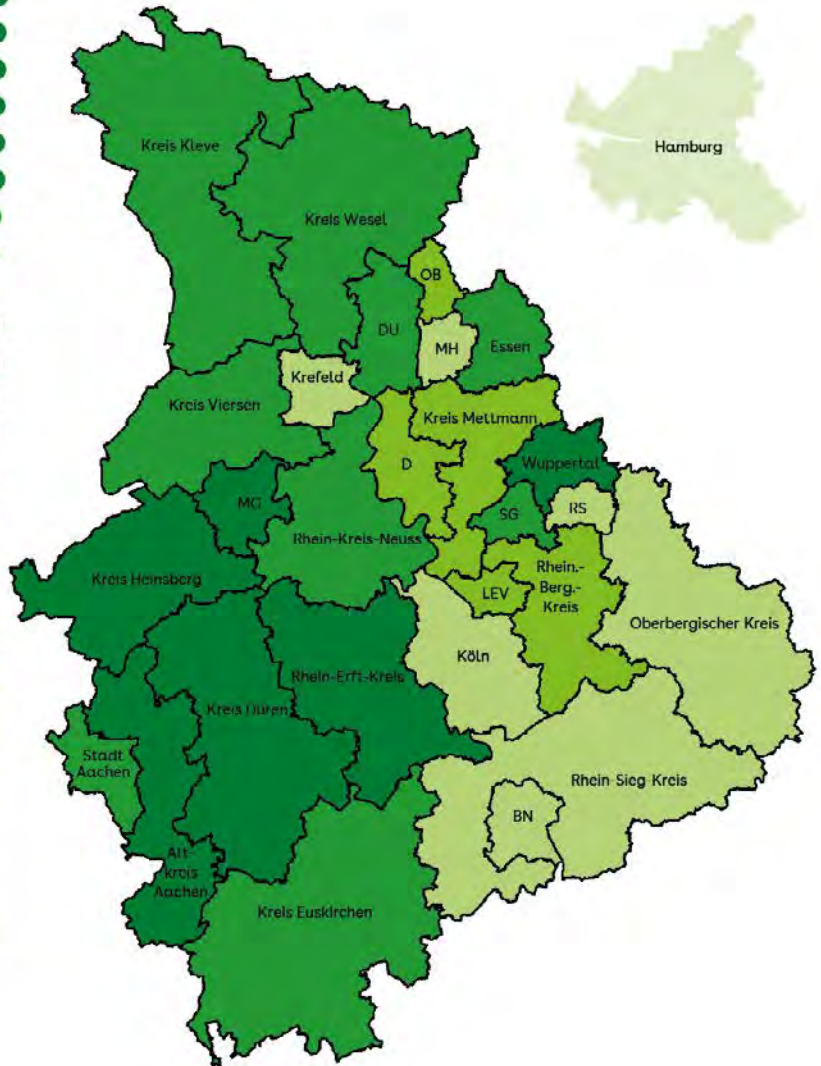 Hamburg
Kreis Kleve
Kreis Wesel
OB
DU
MH
Essen
Krefeld
Kreis Viersen
Kreis Mettmann
D
Wuppertal
MG
SG
RS
Rhein-Kreis-Neuss
Kreis Heinsberg
LEV
Rhein.-
Berg.-
Kreis
Oberbergischer Kreis
Köln
Rhein-Erft-Kreis
Kreis Düren
Stadt
Aachen
Rhein-Sieg-Kreis
BN
Alt-
kreis
Aachen
Kreis Euskirchen